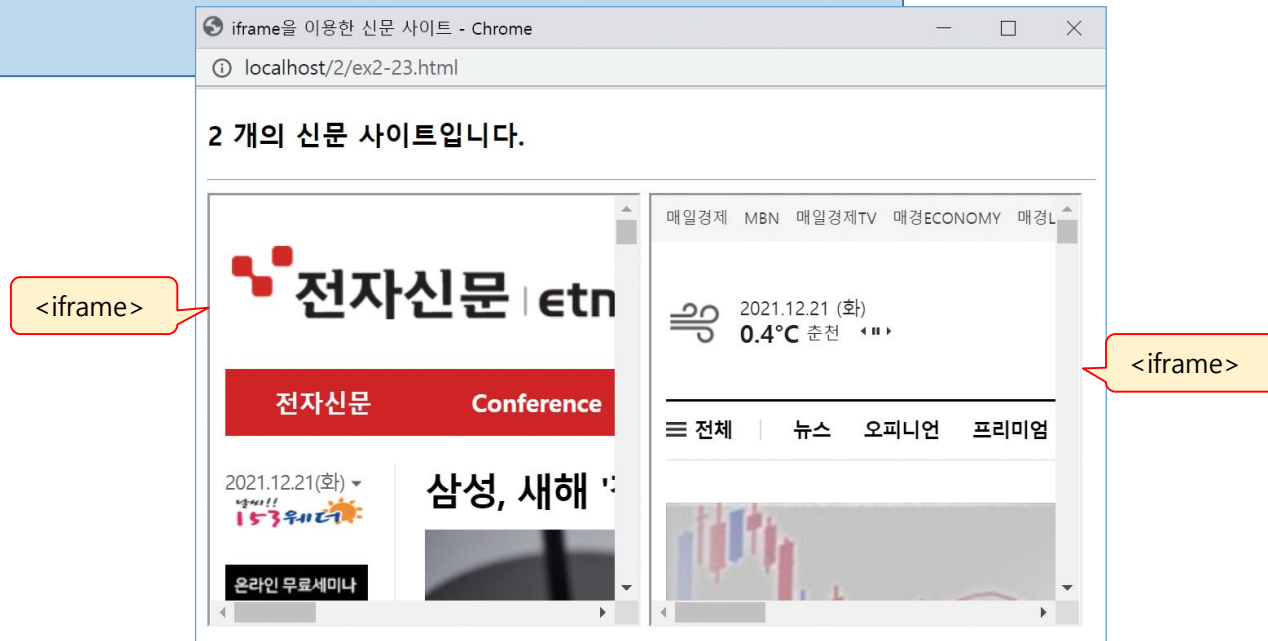 iframe을 이용한 신문 사이트 - Chrome
localhost/2/ex2-23.html
2 개의 신문 사이트입니다.
<iframe>
전자신문 | etn
전자신문 Conference
2021.12.21(화)
날씨!!
153웨더
삼성, 새해
온라인 무료세미나
매일경제 MBN 매일경제TV 매경ECONOMY 매경L
2021.12.21 (화)
0.4°C 춘천
전체 뉴스 오피니언 프리미엄
<iframe>